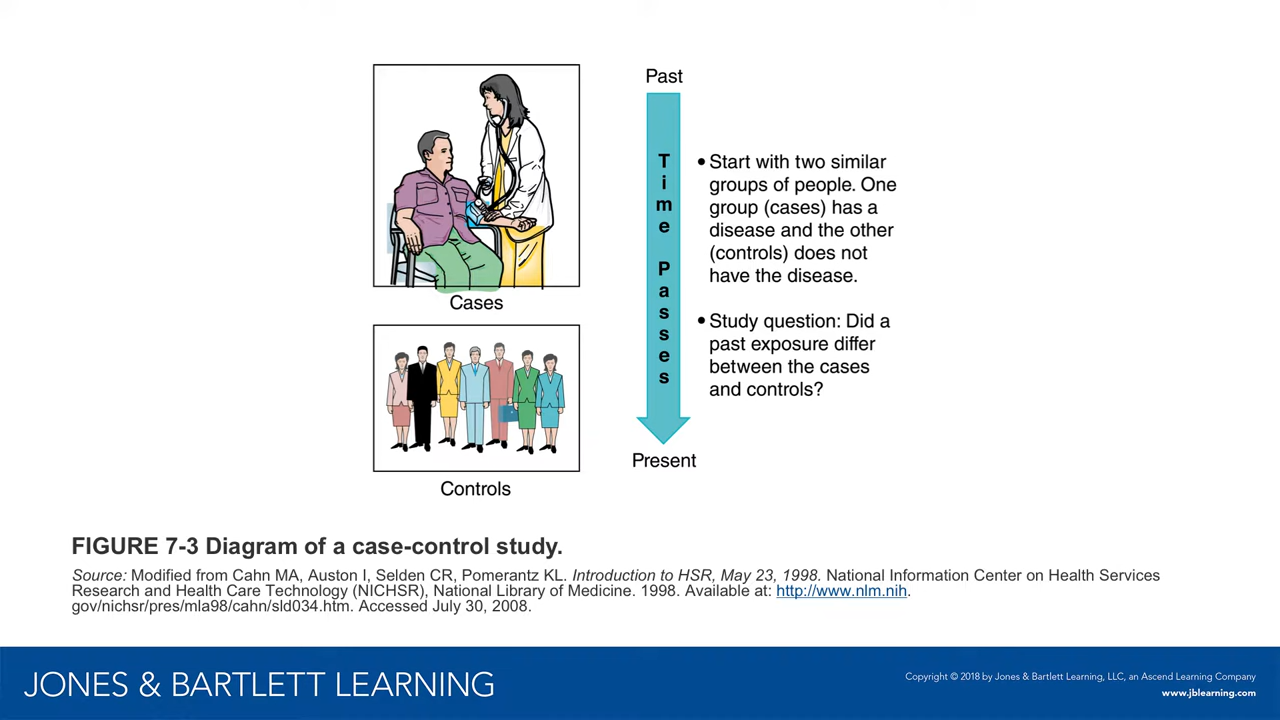 Past
Time Passes
• Start with two similar
groups of people. One
group (cases) has a
disease and the other
(controls) does not
have the disease.
• Study question: Did a
past exposure differ
between the cases
and controls?
Present
Cases
Controls
FIGURE 7-3 Diagram of a case-control study.
Source: Modified from Cahn MA, Auston I, Selden CR, Pomerantz KL. Introduction to HSR, May 23, 1998. National Information Center on Health Services
Research and Health Care Technology (NICHSR), National Library of Medicine. 1998. Available at: http://www.nlm.nih.
gov/nichsr/pres/mla98/cahn/sld034.htm. Accessed July 30, 2008.
JONES & BARTLETT LEARNING
Copyright © 2018 by Jones & Bartlett Learning, LLC, an Ascend Learning Company
www.jblearning.com